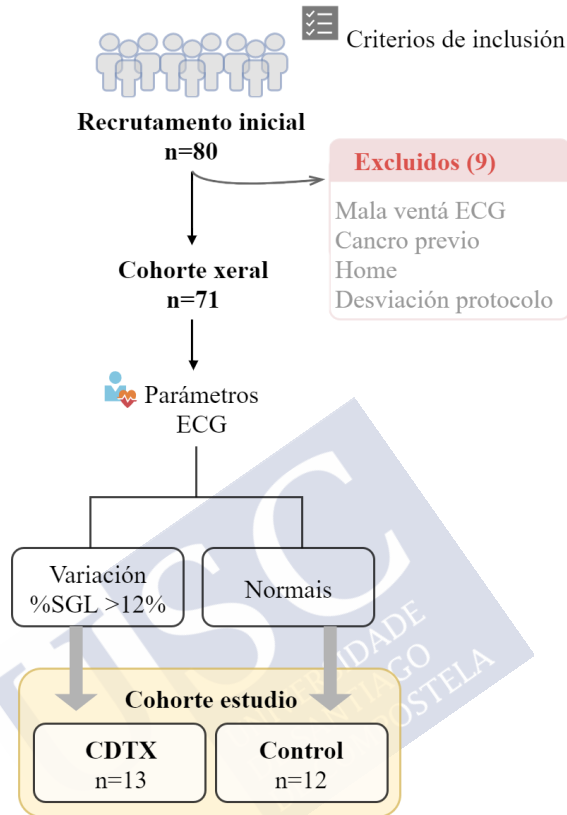 Criterios de inclusión
Recrutamento inicial
n=80
Excluidos (9)
Mala ventá ECG
Cancro previo
Home
Desviación protocolo
Cohorte xeral
n=71
Parámetros
ECG
Variación
%SGL >12%
Normais
Cohorte estudio
CDTX
n=13
Control
n=12
USC